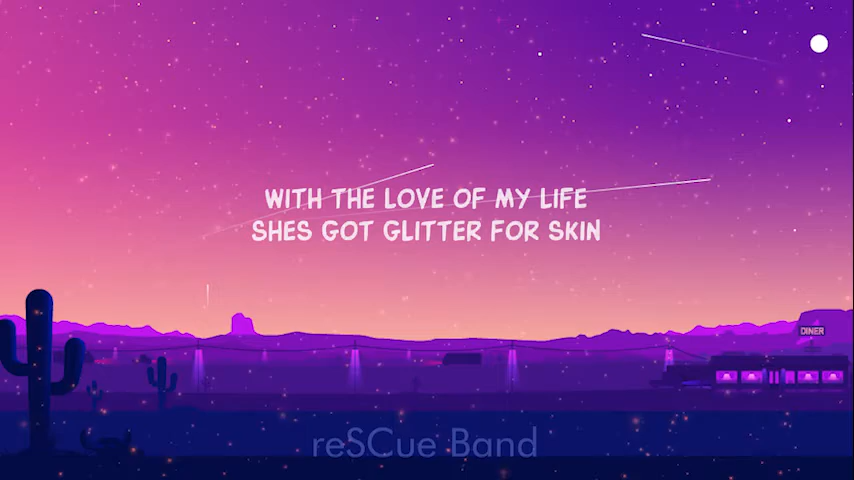 WITH THE LOVE OF MY LIFE
SHES GOT GLITTER FOR SKIN
DINER
reSCue Band